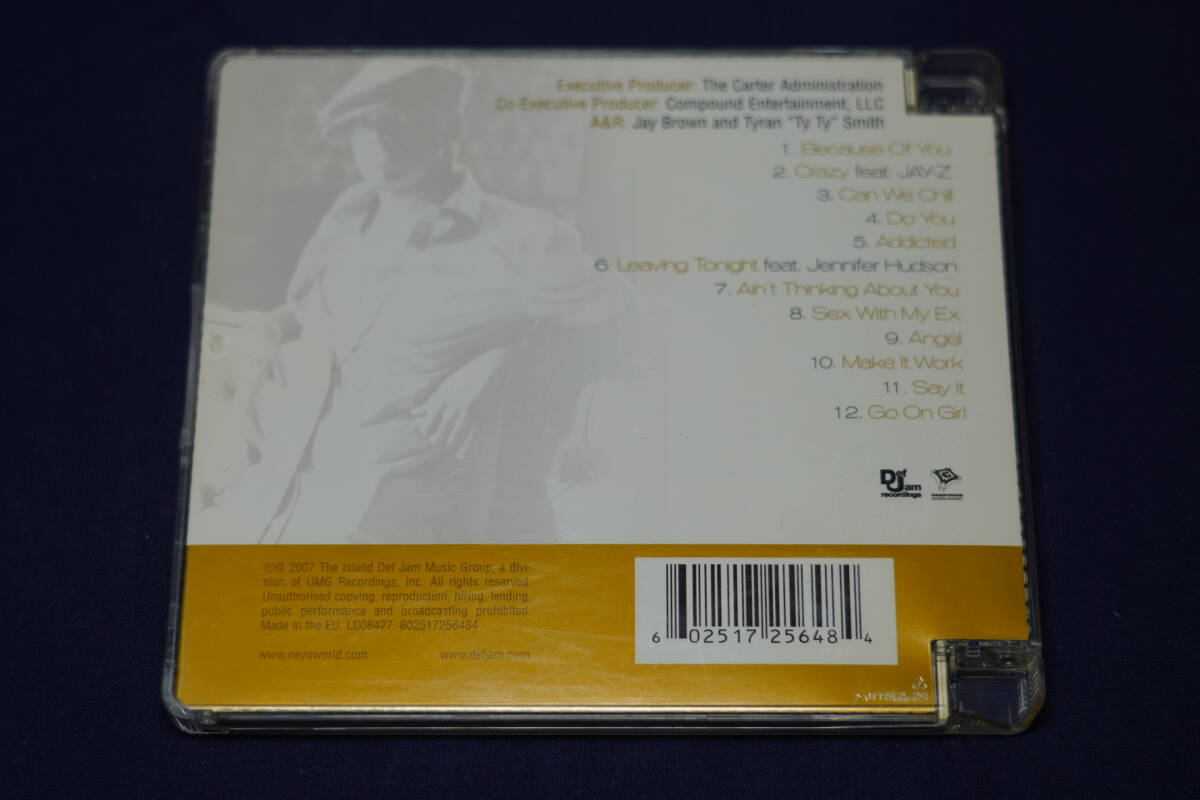 Executive Producer: The Carter Administration
Co-Executive Producer: Compound Entertainment, LLC
A&R: Jay Brown and Tyran "Ty Ty" Smith
1. Because Of You
2. Crazy feat. JAY-Z
3. Can We Chill
4. Do You
5. Addicted
6. Leaving Tonight feat. Jennifer Hudson
7. Ain't Thinking About You
8. Sex With My Ex
9. Angel
10. Make It Work
11. Say It
12. Go On Girl
Def Jam
recordings
COMPOUND
ENTERTAINMENT
℗© 2007 The Island Def Jam Music Group, a divi-
sion of UMG Recordings, Inc. All rights reserved.
Unauthorised copying, reproduction, hiring, lending,
public performance and broadcasting prohibited.
Made in the EU. LC08427. 602517256484
www.neyoworld.com www.defjam.com
6 02517 25648 4